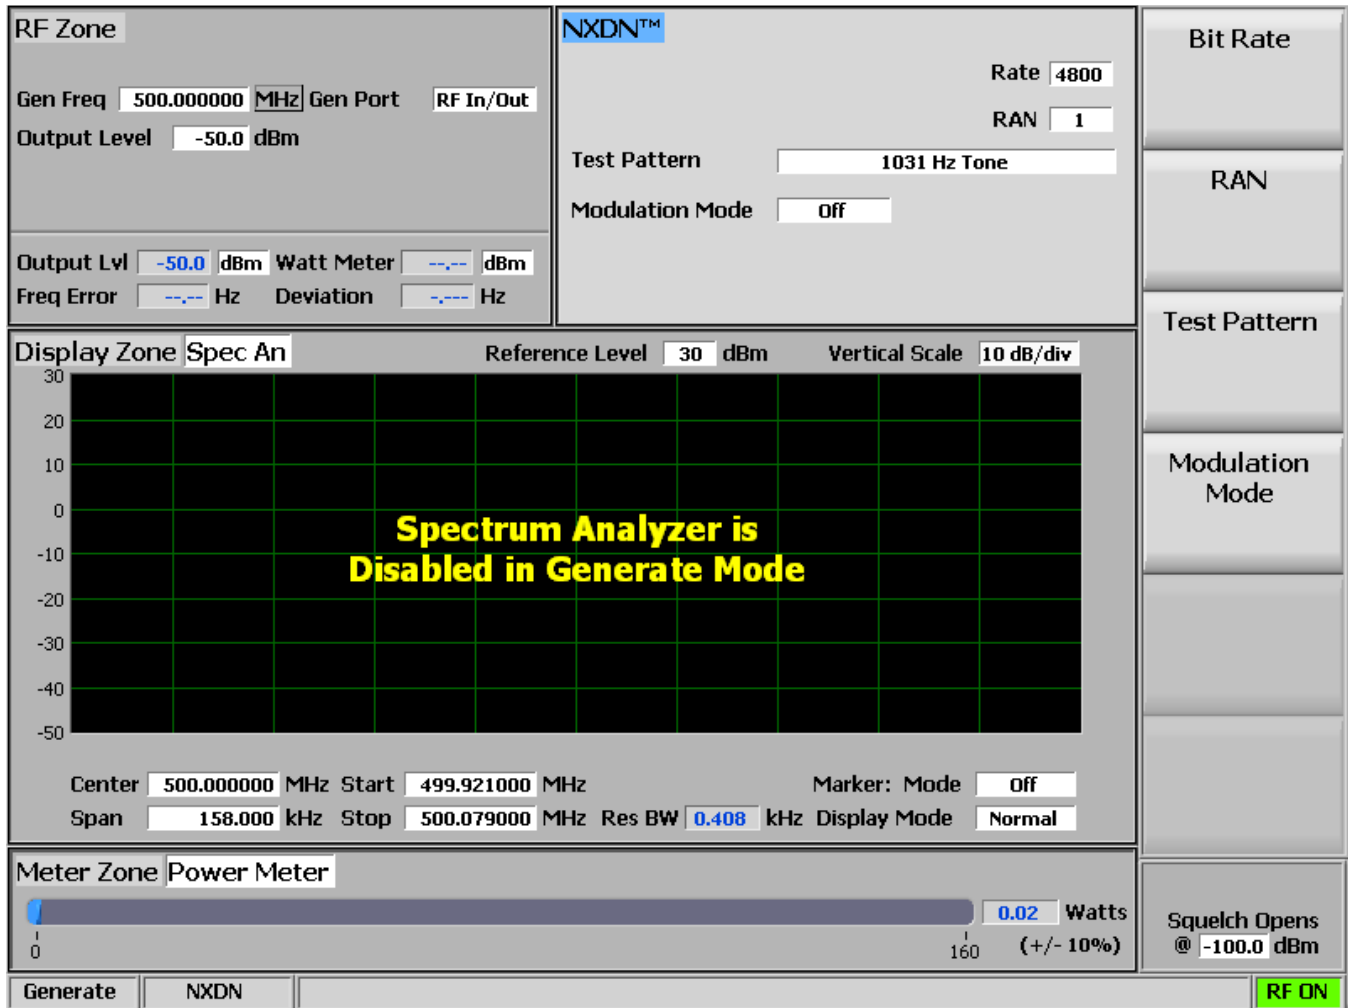 RF Zone
Gen Freq 500.000000 MHz Gen Port RF In/Out
Output Level -50.0 dBm
Output Lvl -50.0 dBm Watt Meter --.-- dBm
Freq Error --.-- Hz Deviation -.--- Hz
NXDN™
Rate 4800
RAN 1
Test Pattern 1031 Hz Tone
Modulation Mode Off
Bit Rate
RAN
Test Pattern
Modulation
Mode
Display Zone Spec An Reference Level 30 dBm Vertical Scale 10 dB/div
30
20
10
0
-10
-20
-30
-40
-50
Spectrum Analyzer is
Disabled in Generate Mode
Center 500.000000 MHz Start 499.921000 MHz Marker: Mode Off
Span 158.000 kHz Stop 500.079000 MHz Res BW 0.408 kHz Display Mode Normal
Meter Zone Power Meter
0.02 Watts
0 160 (+/- 10%)
Squelch Opens
@ -100.0 dBm
Generate NXDN RF ON